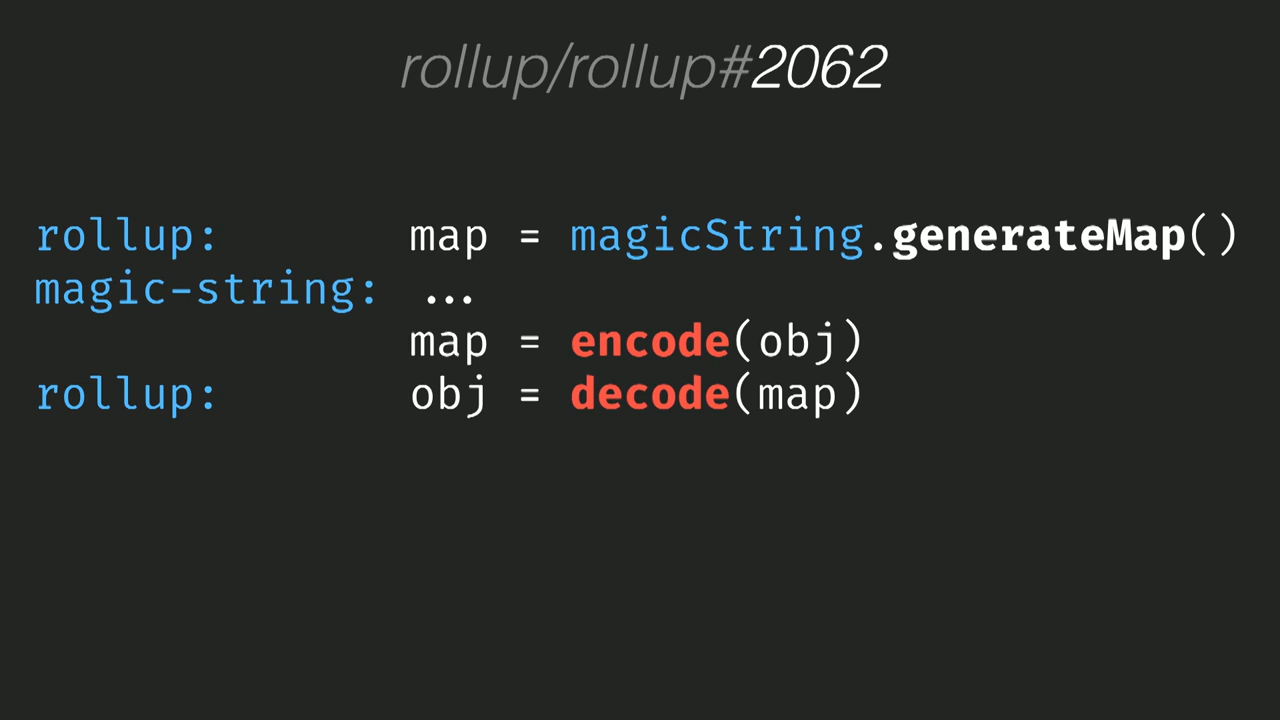 rollup/rollup#2062
rollup: map = magicString.generateMap()
magic-string: ...
map = encode(obj)
rollup: obj = decode(map)